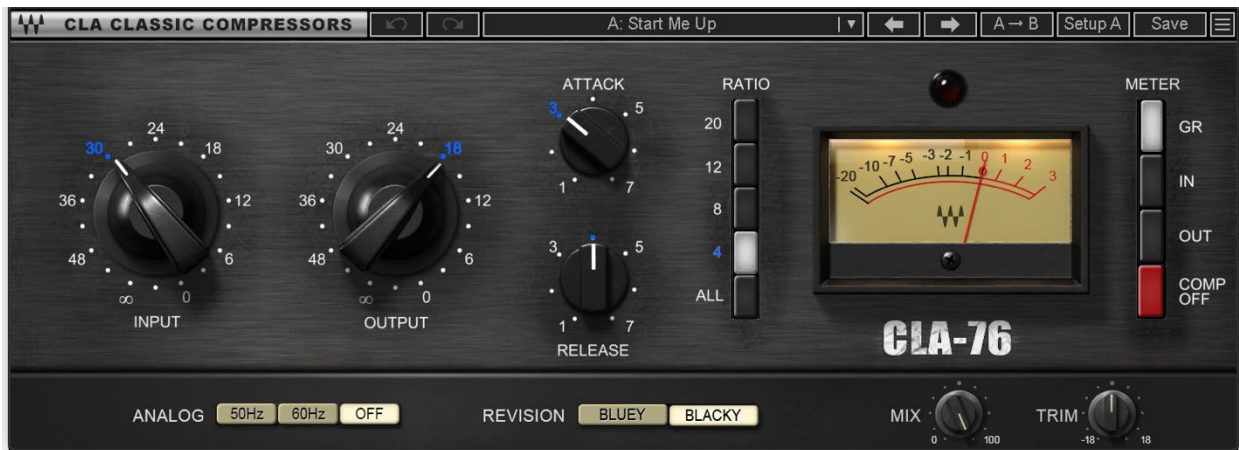 CLA CLASSIC COMPRESSORS A: Start Me Up A→B Setup A Save
ATTACK RATIO METER
24 24 3 5 20 GR
30 18 30 18 -20 -10 -7 -5 -3 -2 -1 0 1 2 3
1 7 12 IN
36 12 36 12 8
3 5 4 OUT
48 6 48 6 ALL COMP
OFF
∞ 0 ∞ 0
INPUT OUTPUT 1 7 CLA-76
RELEASE
ANALOG 50Hz 60Hz OFF REVISION BLUEY BLACKY MIX TRIM
0 100 -18 18